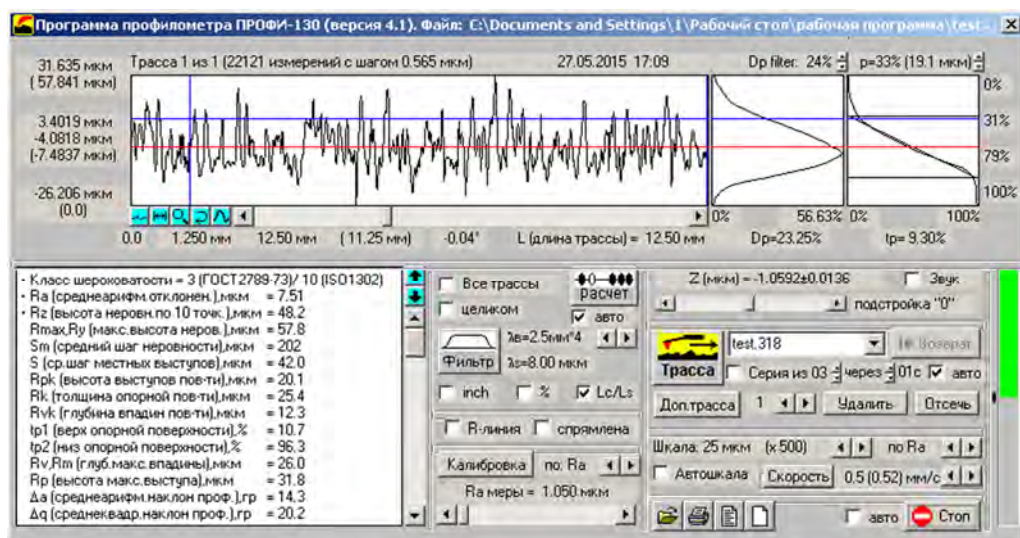 Программа профилометра ПРОФИ-130 (версия 4.1). Файл: C:\Documents and Settings\1\Рабочий стол\рабочая программа\test.
31.635 мкм
(57.841 мкм)
Трасса 1 из 1 (22121 измерений с шагом 0.565 мкм) 27.05.2015 17:09
Dp filter: 24% p=33% (19.1 мкм)
0%
3.4019 мкм
31%
-4.0818 мкм
(-7.4837 мкм)
79%
-26.206 мкм
100%
(0.0)
0% 56.63% 0% 100%
0.0 1.250 мм 12.50 мм (11.25 мм) -0.04° L (длина трассы) = 12.50 мм Dp=23.25% tp= 9.30%
- Класс шероховатости = 3 (ГОСТ2789-73)/ 10 (ISO1302)
- Ra (среднеарифм.отклонен.),мкм = 7.51
- Rz (высота неровн.по 10 точк.),мкм = 48.2
Rmax,Ry (макс.высота неров.),мкм = 57.8
Sm (средний шаг неровности),мкм = 202
S (ср.шаг местных выступов),мкм = 42.0
Rpk (высота выступов пов-ти),мкм = 20.1
Rk (толщина опорной пов-ти),мкм = 25.4
Rvk (глубина впадин пов-ти),мкм = 12.3
tp1 (верх опорной поверхности),% = 10.7
tp2 (низ опорной поверхности),% = 96.3
Rv,Rm (глуб.макс.впадины),мкм = 26.0
Rp (высота макс.выступа),мкм = 31.8
Δa (среднеарифм.наклон проф.),гр = 14.3
Δq (среднеквадр.наклон проф.),гр = 20.2
Все трассы
расчет
целиком
авто
λв=2.5мм*4
Фильтр
λs=8.00 мкм
inch % Lc/Ls
R-линия спрямлена
Калибровка по: Ra
Ra меры = 1.050 мкм
Z (мкм) = -1.0592±0.0136 Звук
подстройка "0"
test.318
Возврат
Трасса
Серия из 03 через 01с авто
Доп.трасса 1 Удалить Отсечь
Шкала: 25 мкм (x 500) по Ra
Автошкала Скорость 0.5 (0.52) мм/с
авто Стоп